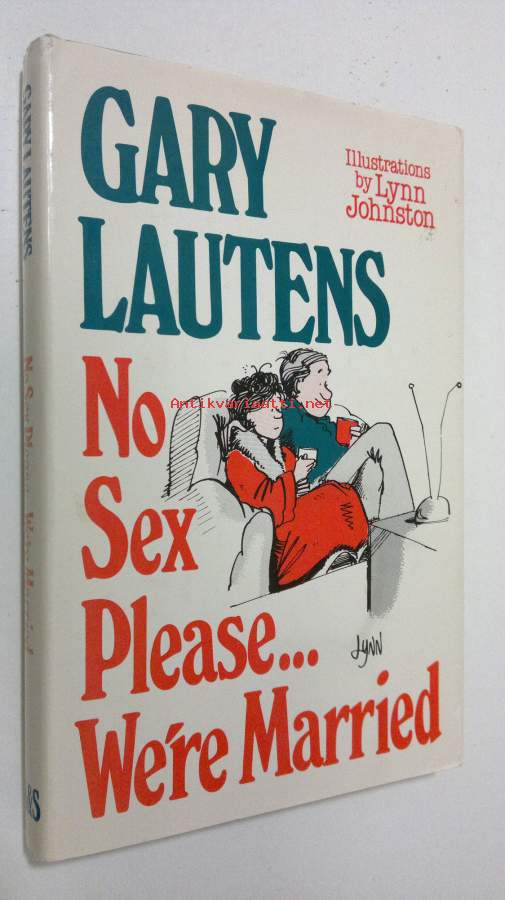 GARY
LAUTENS
Illustrations
by Lynn
Johnston
No
Sex
Please...
We're Married
LYNN
Antikvariaatti.net
GARY LAUTENS